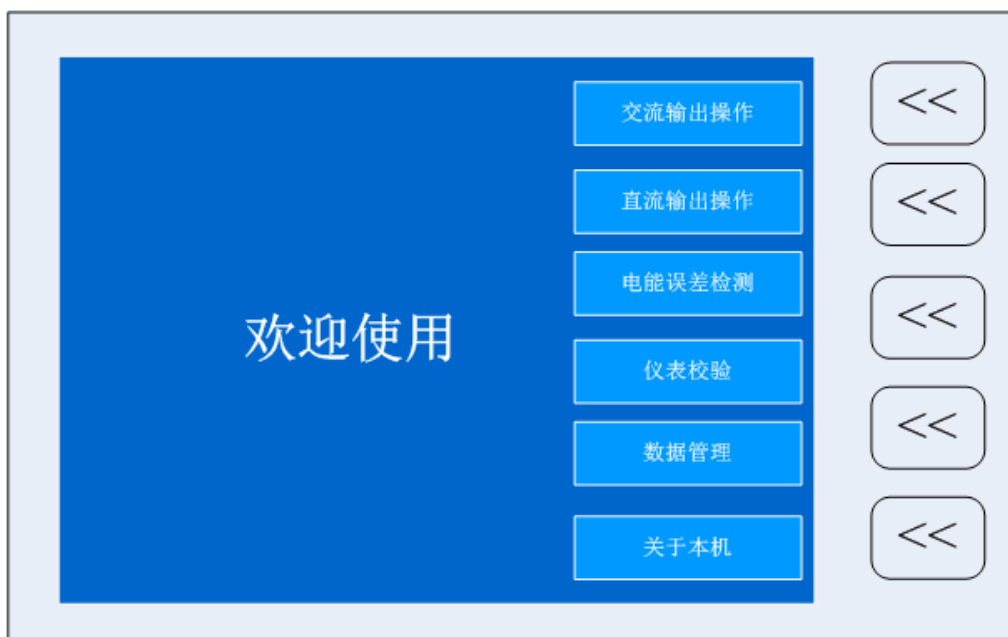 交流输出操作
<<
直流输出操作
<<
电能误差检测
<<
欢迎使用
仪表校验
<<
数据管理
关于本机
<<